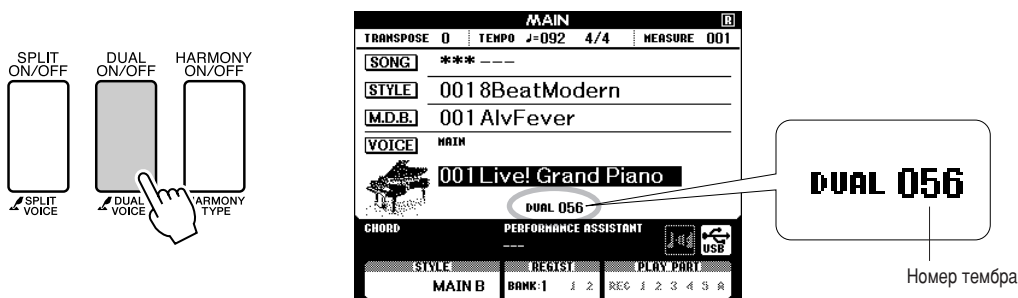 SPLIT ON/OFF
DUAL ON/OFF
HARMONY ON/OFF
SPLIT VOICE
DUAL VOICE
ARMONY TYPE
MAIN R
TRANSPOSE 0 TEMPO ♩=092 4/4 MEASURE 001
SONG *** ---
STYLE 001 8BeatModern
M.D.B. 001 AlvFever
VOICE MAIN
001 Live! Grand Piano
DUAL 056
CHORD PERFORMANCE ASSISTANT
---
USB
STYLE REGIST PLAY PART
MAIN B BANK:1 1 2 REC 1 2 3 4 5 A
DUAL 056
Номер тембра